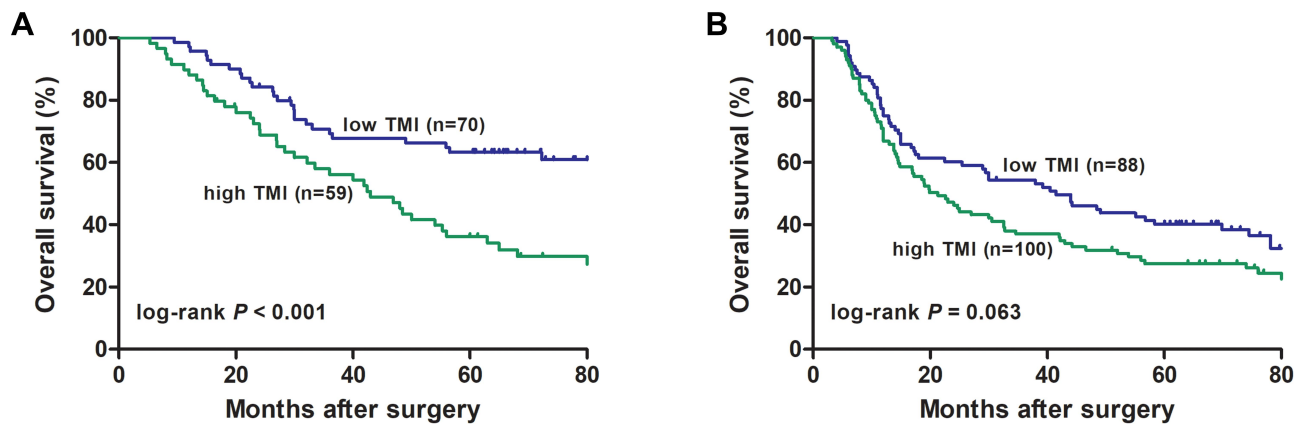 A
Overall survival (%)
100
80
60
40
20
0
low TMI (n=70)
high TMI (n=59)
log-rank P < 0.001
0 20 40 60 80
Months after surgery
B
Overall survival (%)
100
80
60
40
20
0
low TMI (n=88)
high TMI (n=100)
log-rank P = 0.063
0 20 40 60 80
Months after surgery